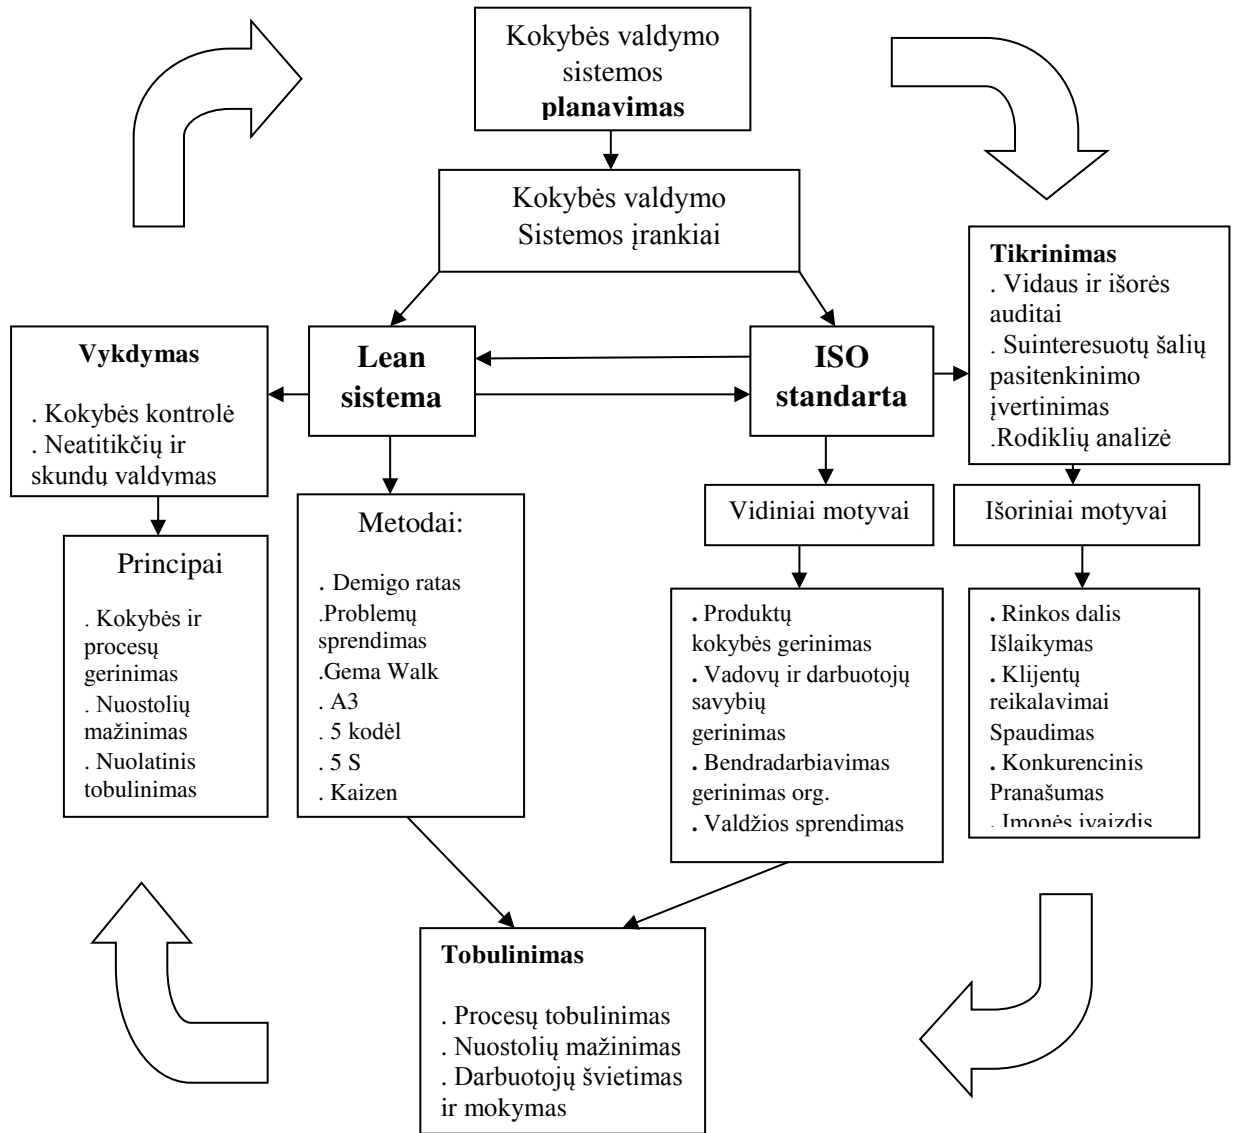 Kokybės valdymo
sistemos
planavimas
Kokybės valdymo
Sistemos įrankiai
Tikrinimas
. Vidaus ir išorės
auditai
. Suinteresuotų šalių
pasitenkinimo
įvertinimas
.Rodiklių analizė
Vykdymas
. Kokybės kontrolė
. Neatitikčių ir
skundų valdymas
Lean
sistema
ISO
standarta
Principai
. Kokybės ir
procesų
gerinimas
. Nuostolių
mažinimas
. Nuolatinis
tobulinimas
Metodai:
. Demigo ratas
.Problemų
sprendimas
.Gema Walk
. A3
. 5 kodėl
. 5 S
. Kaizen
Vidiniai motyvai
Išoriniai motyvai
. Produktų
kokybės gerinimas
. Vadovų ir darbuotojų
savybių
gerinimas
. Bendradarbiavimas
gerinimas org.
. Valdžios sprendimas
. Rinkos dalis
Išlaikymas
. Klijentų
reikalavimai
Spaudimas
. Konkurencinis
Pranašumas
. Įmonės įvaizdis
Tobulinimas
. Procesų tobulinimas
. Nuostolių mažinimas
. Darbuotojų švietimas
ir mokymas